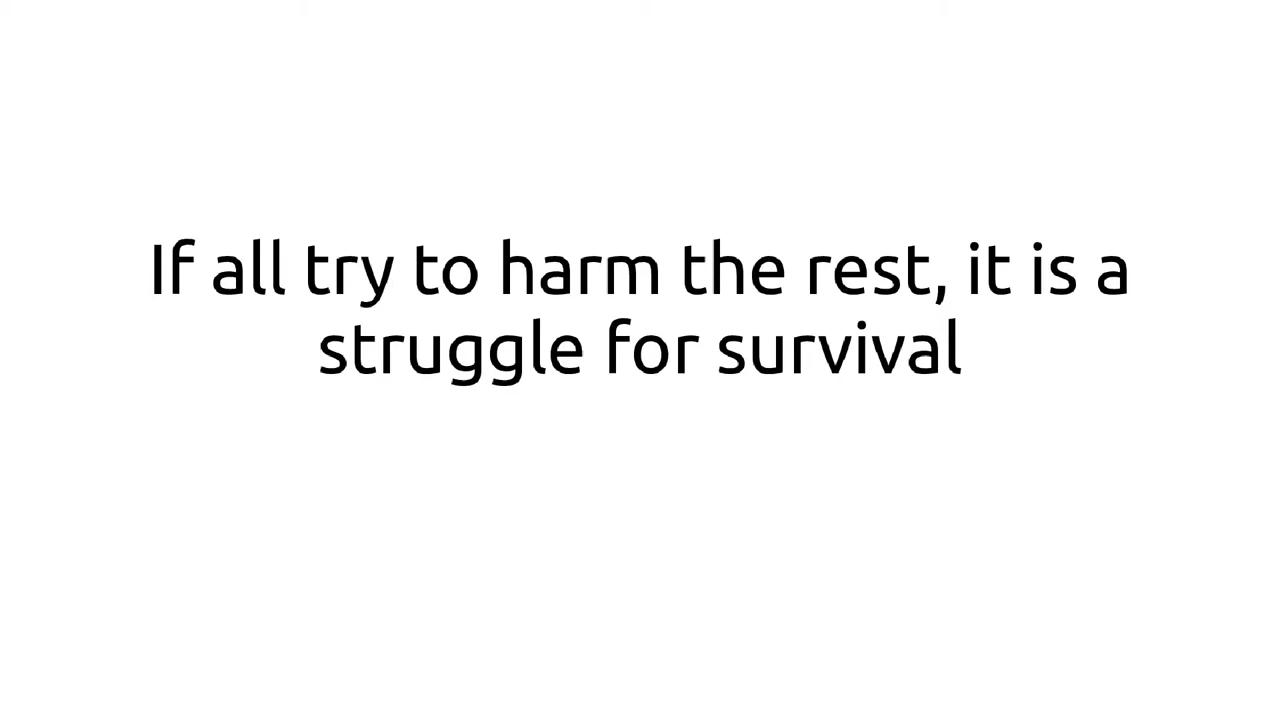 If all try to harm the rest, it is a
struggle for survival